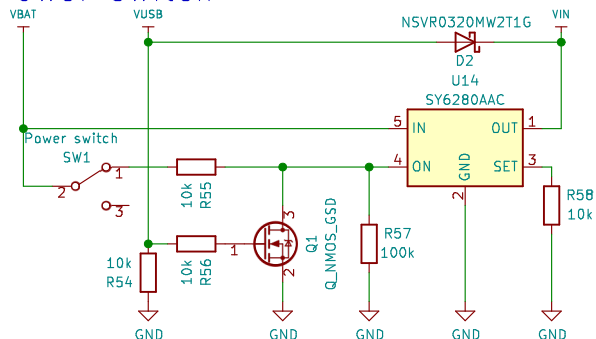 VBAT
VUSB
NSVR0320MW2T1G
VIN
D2
U14
SY6280AAC
5 IN
OUT 1
Power switch
SW1
1
2
3
10k
R55
4 ON
GND
SET 3
2
3
1
2
Q1
Q_NMOS_GSD
10k
R56
10k
R54
R57
100k
R58
10k
GND
GND
GND
GND
GND